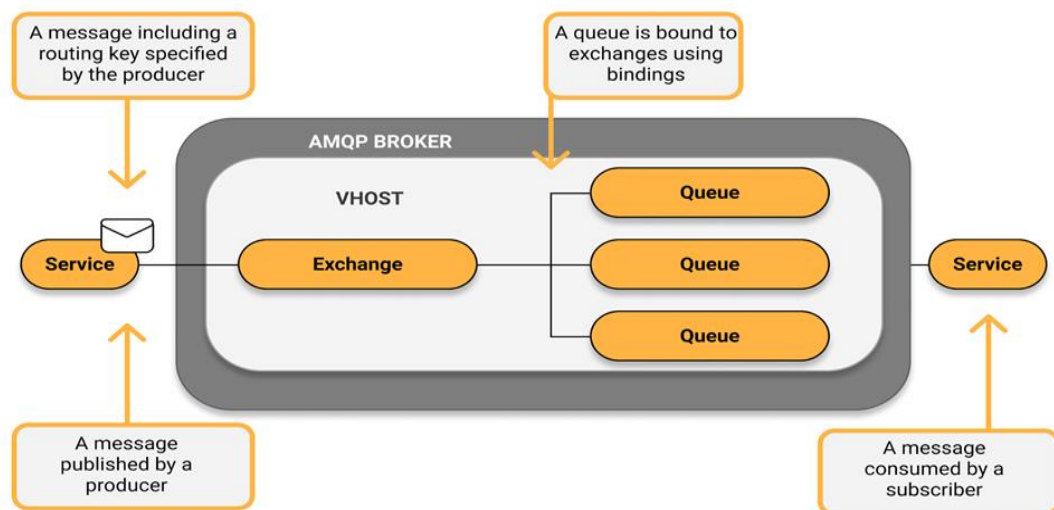 A message including a
routing key specified
by the producer
A queue is bound to
exchanges using
bindings
AMQP BROKER
VHOST
Queue
Service
Exchange
Queue
Service
Queue
A message
published by a
producer
A message
consumed by a
subscriber